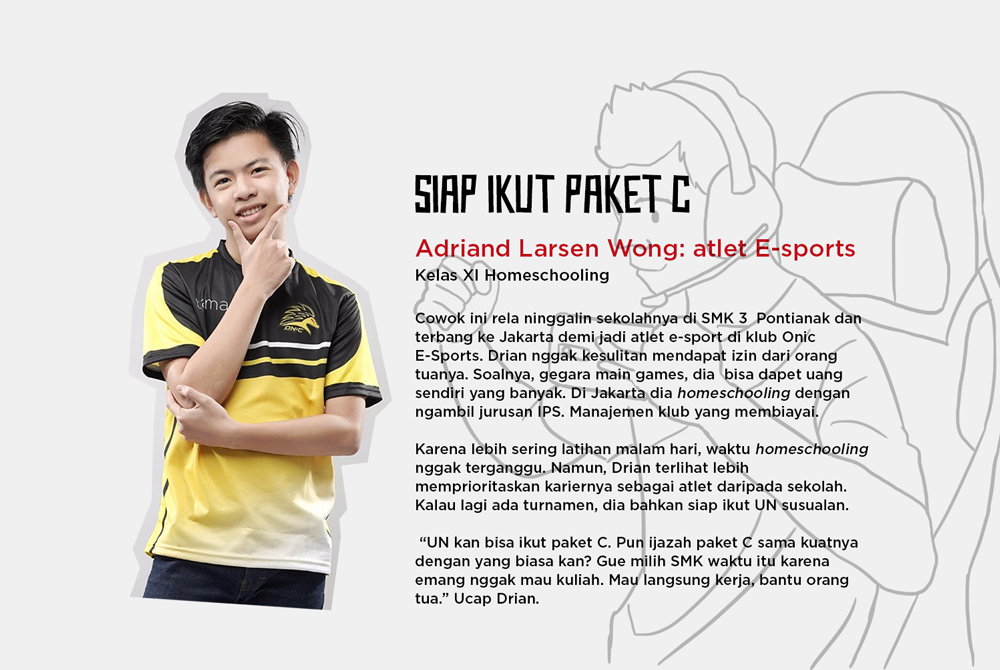 SIAP IKUT PAKET C
Adriand Larsen Wong: atlet E-sports
Kelas XI Homeschooling
Cowok ini rela ninggalin sekolahnya di SMK 3 Pontianak dan
terbang ke Jakarta demi jadi atlet e-sport di klub Onic
E-Sports. Drian nggak kesulitan mendapat izin dari orang
tuanya. Soalnya, gegara main games, dia bisa dapet uang
sendiri yang banyak. Di Jakarta dia homeschooling dengan
ngambil jurusan IPS. Manajemen klub yang membiayai.
Karena lebih sering latihan malam hari, waktu homeschooling
nggak terganggu. Namun, Drian terlihat lebih
memprioritaskan kariernya sebagai atlet daripada sekolah.
Kalau lagi ada turnamen, dia bahkan siap ikut UN susualan.
“UN kan bisa ikut paket C. Pun ijazah paket C sama kuatnya
dengan yang biasa kan? Gue milih SMK waktu itu karena
emang nggak mau kuliah. Mau langsung kerja, bantu orang
tua.” Ucap Drian.